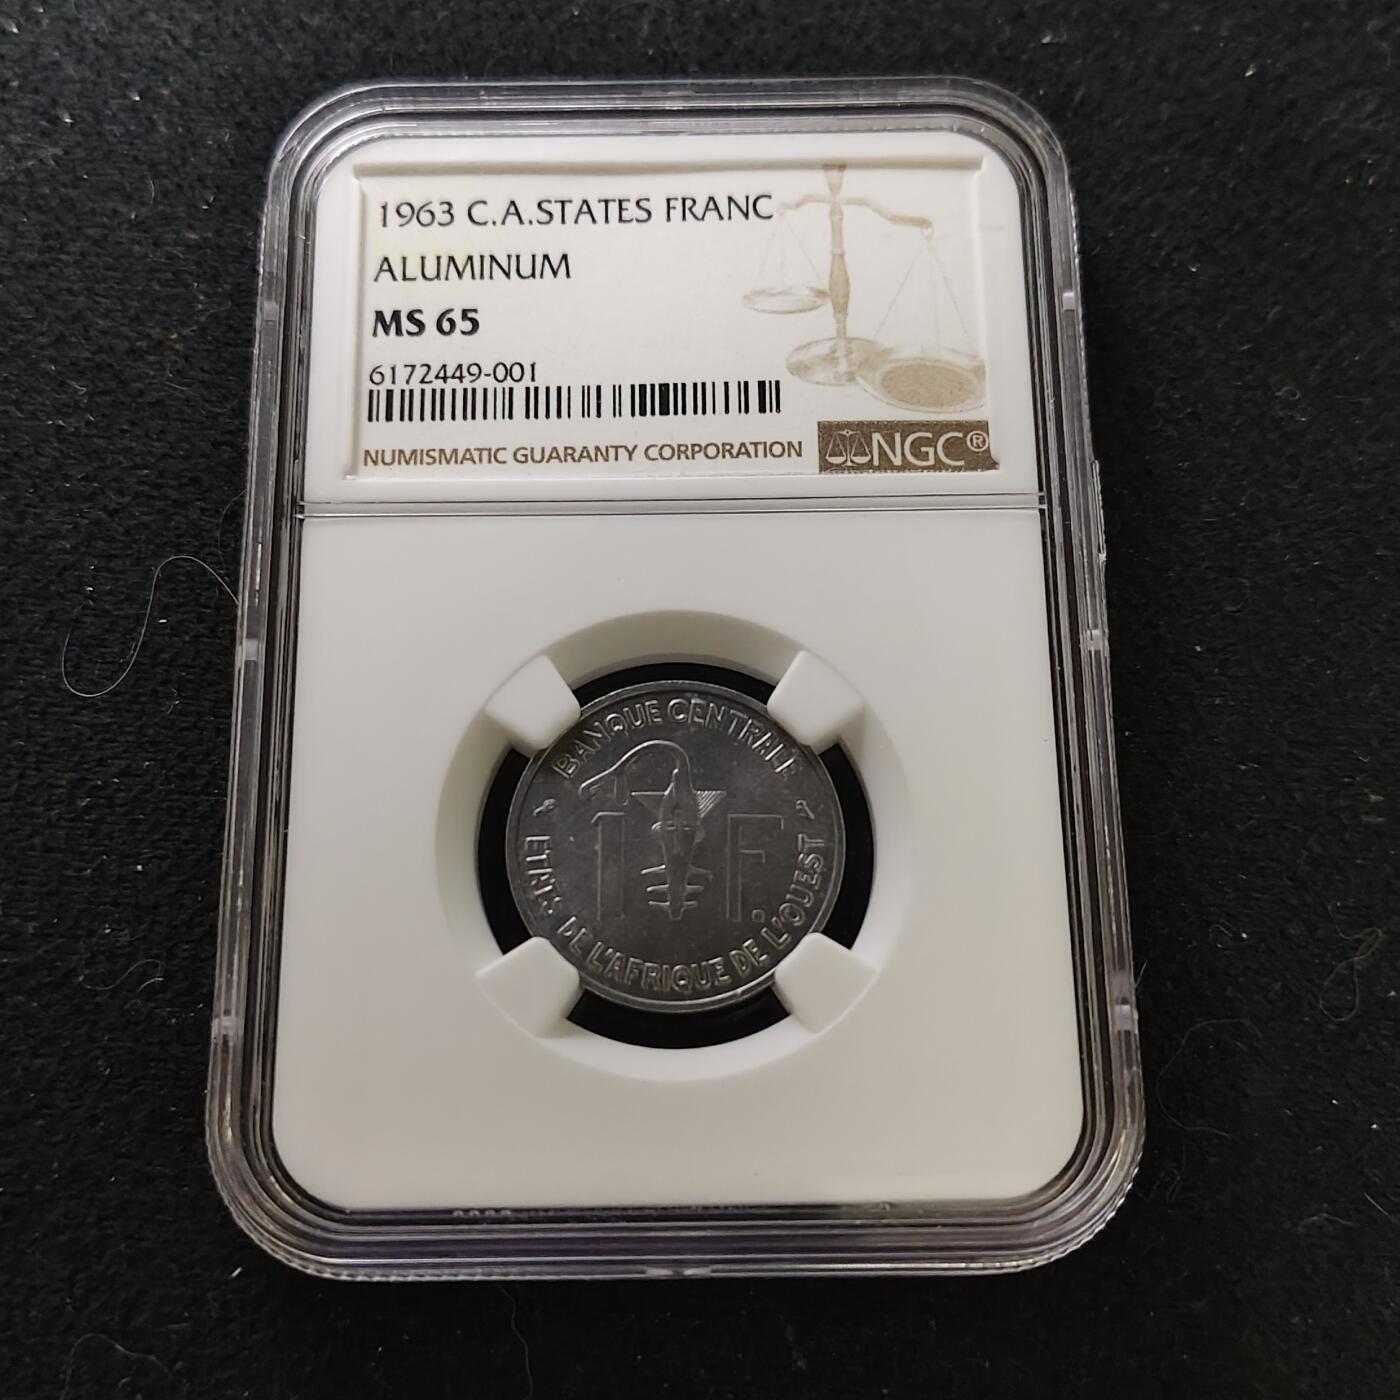 1963 C.A.STATES FRANC
ALUMINUM
MS 65
6172449-001
NUMISMATIC GUARANTY CORPORATION
NGC®
BANQUE CENTRALE
1 F
ETATS DE L'AFRIQUE DE L'OUEST